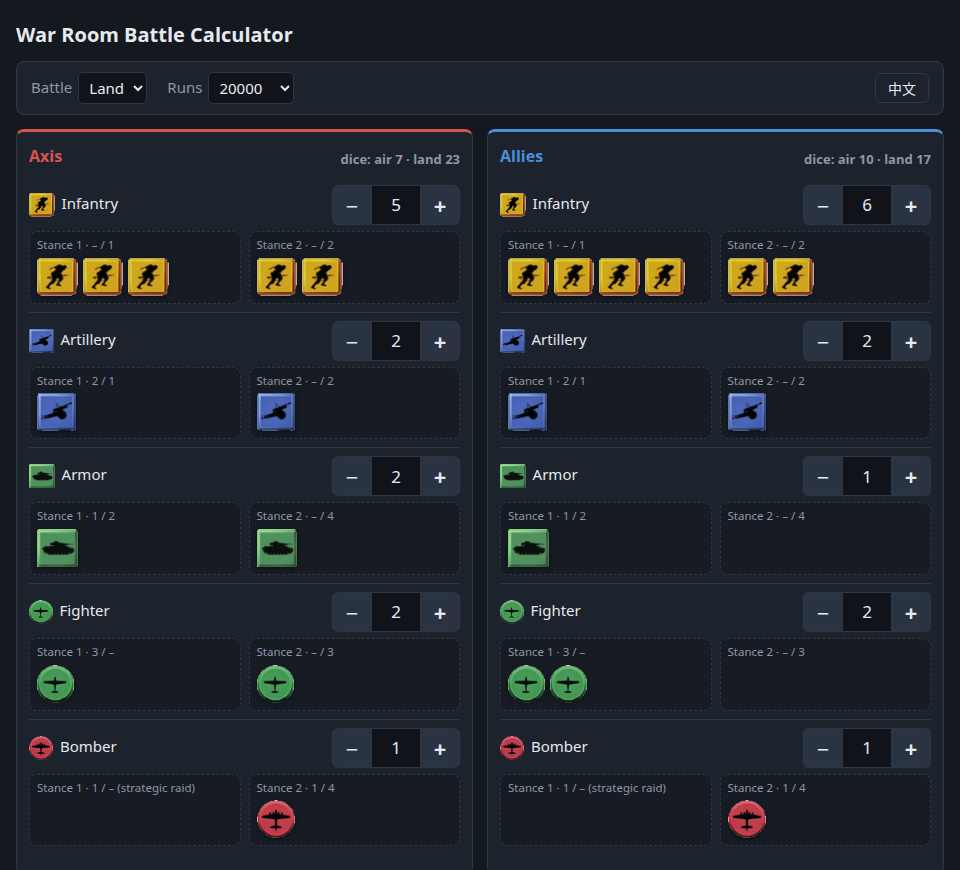 War Room Battle Calculator
Battle Land Runs 20000 中文
Axis dice: air 7 · land 23
Infantry − 5 +
Stance 1 · – / 1 Stance 2 · – / 2
Artillery − 2 +
Stance 1 · 2 / 1 Stance 2 · – / 2
Armor − 2 +
Stance 1 · 1 / 2 Stance 2 · – / 4
Fighter − 2 +
Stance 1 · 3 / – Stance 2 · – / 3
Bomber − 1 +
Stance 1 · 1 / – (strategic raid) Stance 2 · 1 / 4
Allies dice: air 10 · land 17
Infantry − 6 +
Stance 1 · – / 1 Stance 2 · – / 2
Artillery − 2 +
Stance 1 · 2 / 1 Stance 2 · – / 2
Armor − 1 +
Stance 1 · 1 / 2 Stance 2 · – / 4
Fighter − 2 +
Stance 1 · 3 / – Stance 2 · – / 3
Bomber − 1 +
Stance 1 · 1 / – (strategic raid) Stance 2 · 1 / 4